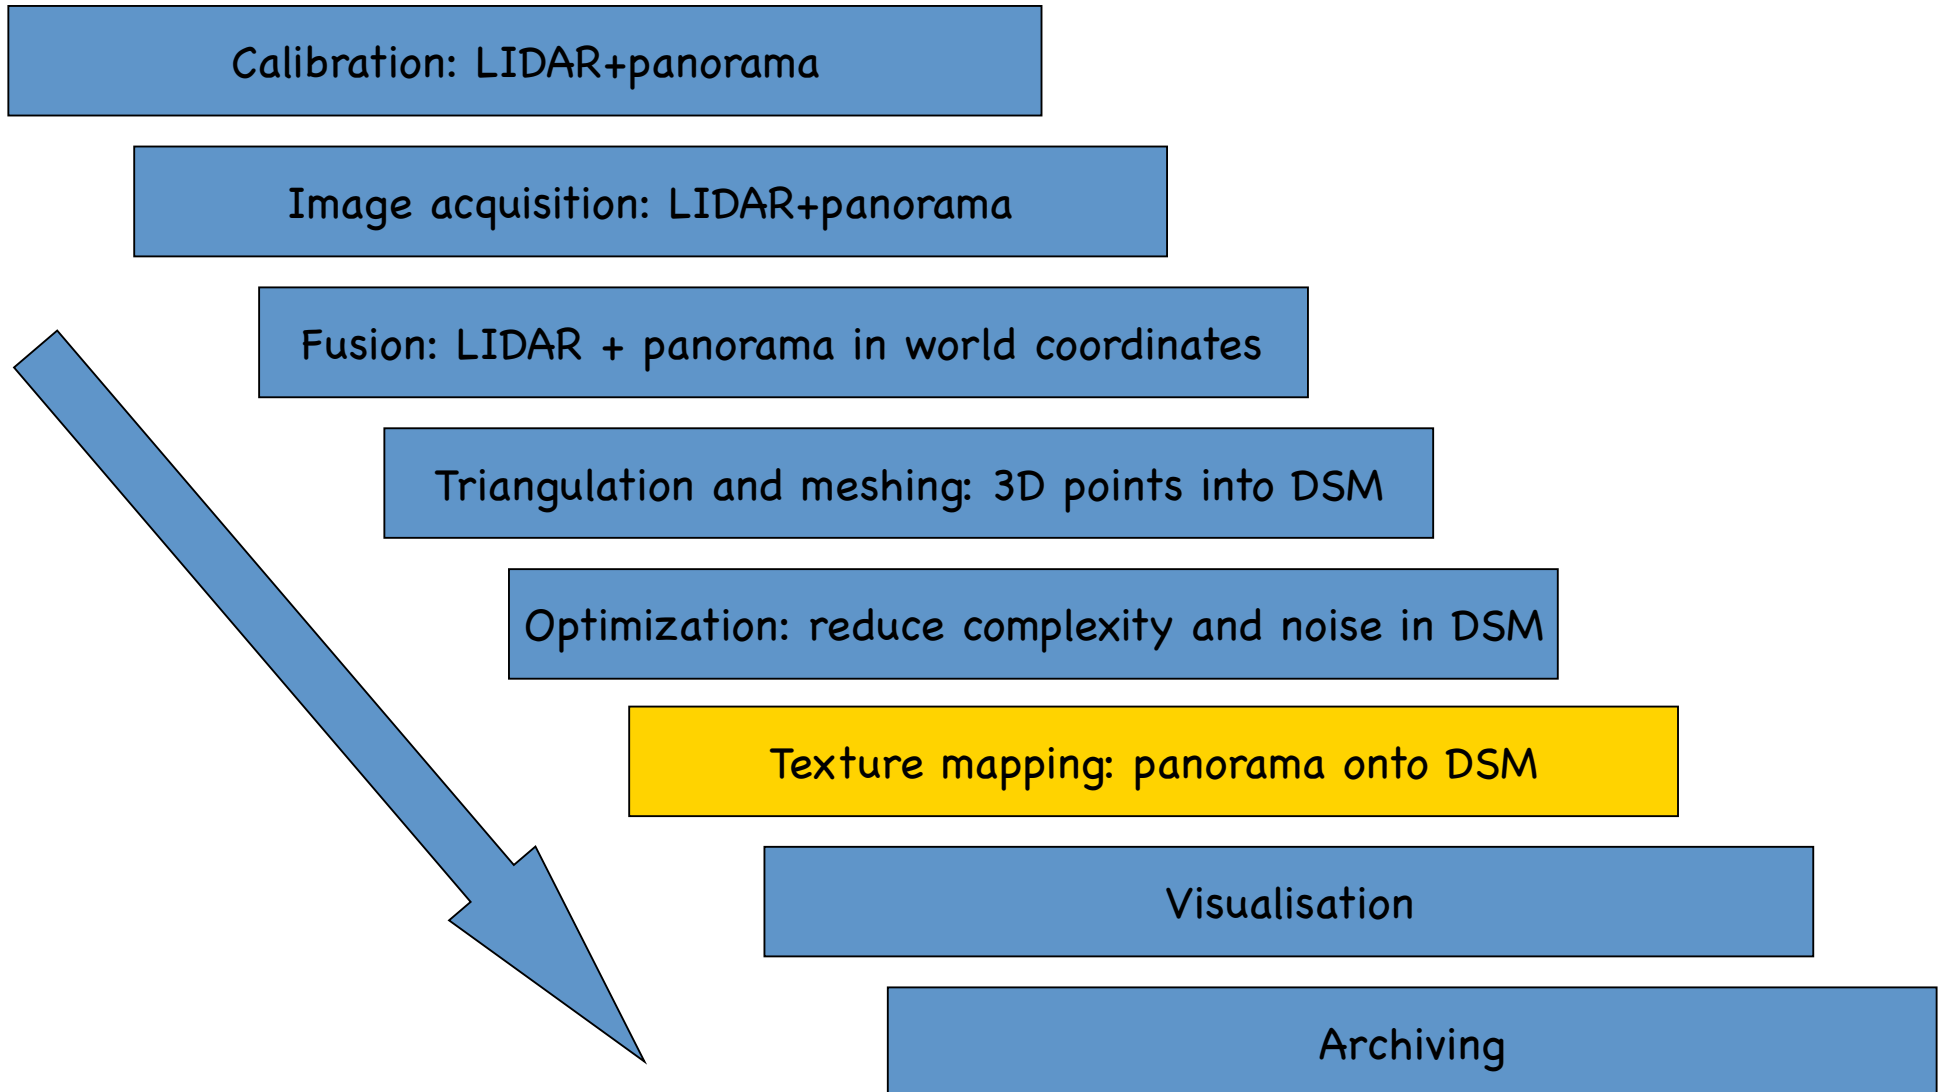 Calibration: LIDAR+panorama
Image acquisition: LIDAR+panorama
Fusion: LIDAR + panorama in world coordinates
Triangulation and meshing: 3D points into DSM
Optimization: reduce complexity and noise in DSM
Texture mapping: panorama onto DSM
Visualisation
Archiving